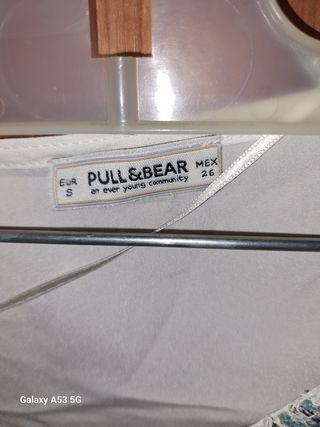 EUR
S
PULL&BEAR
an ever young community
MEX
26
Galaxy A53 5G